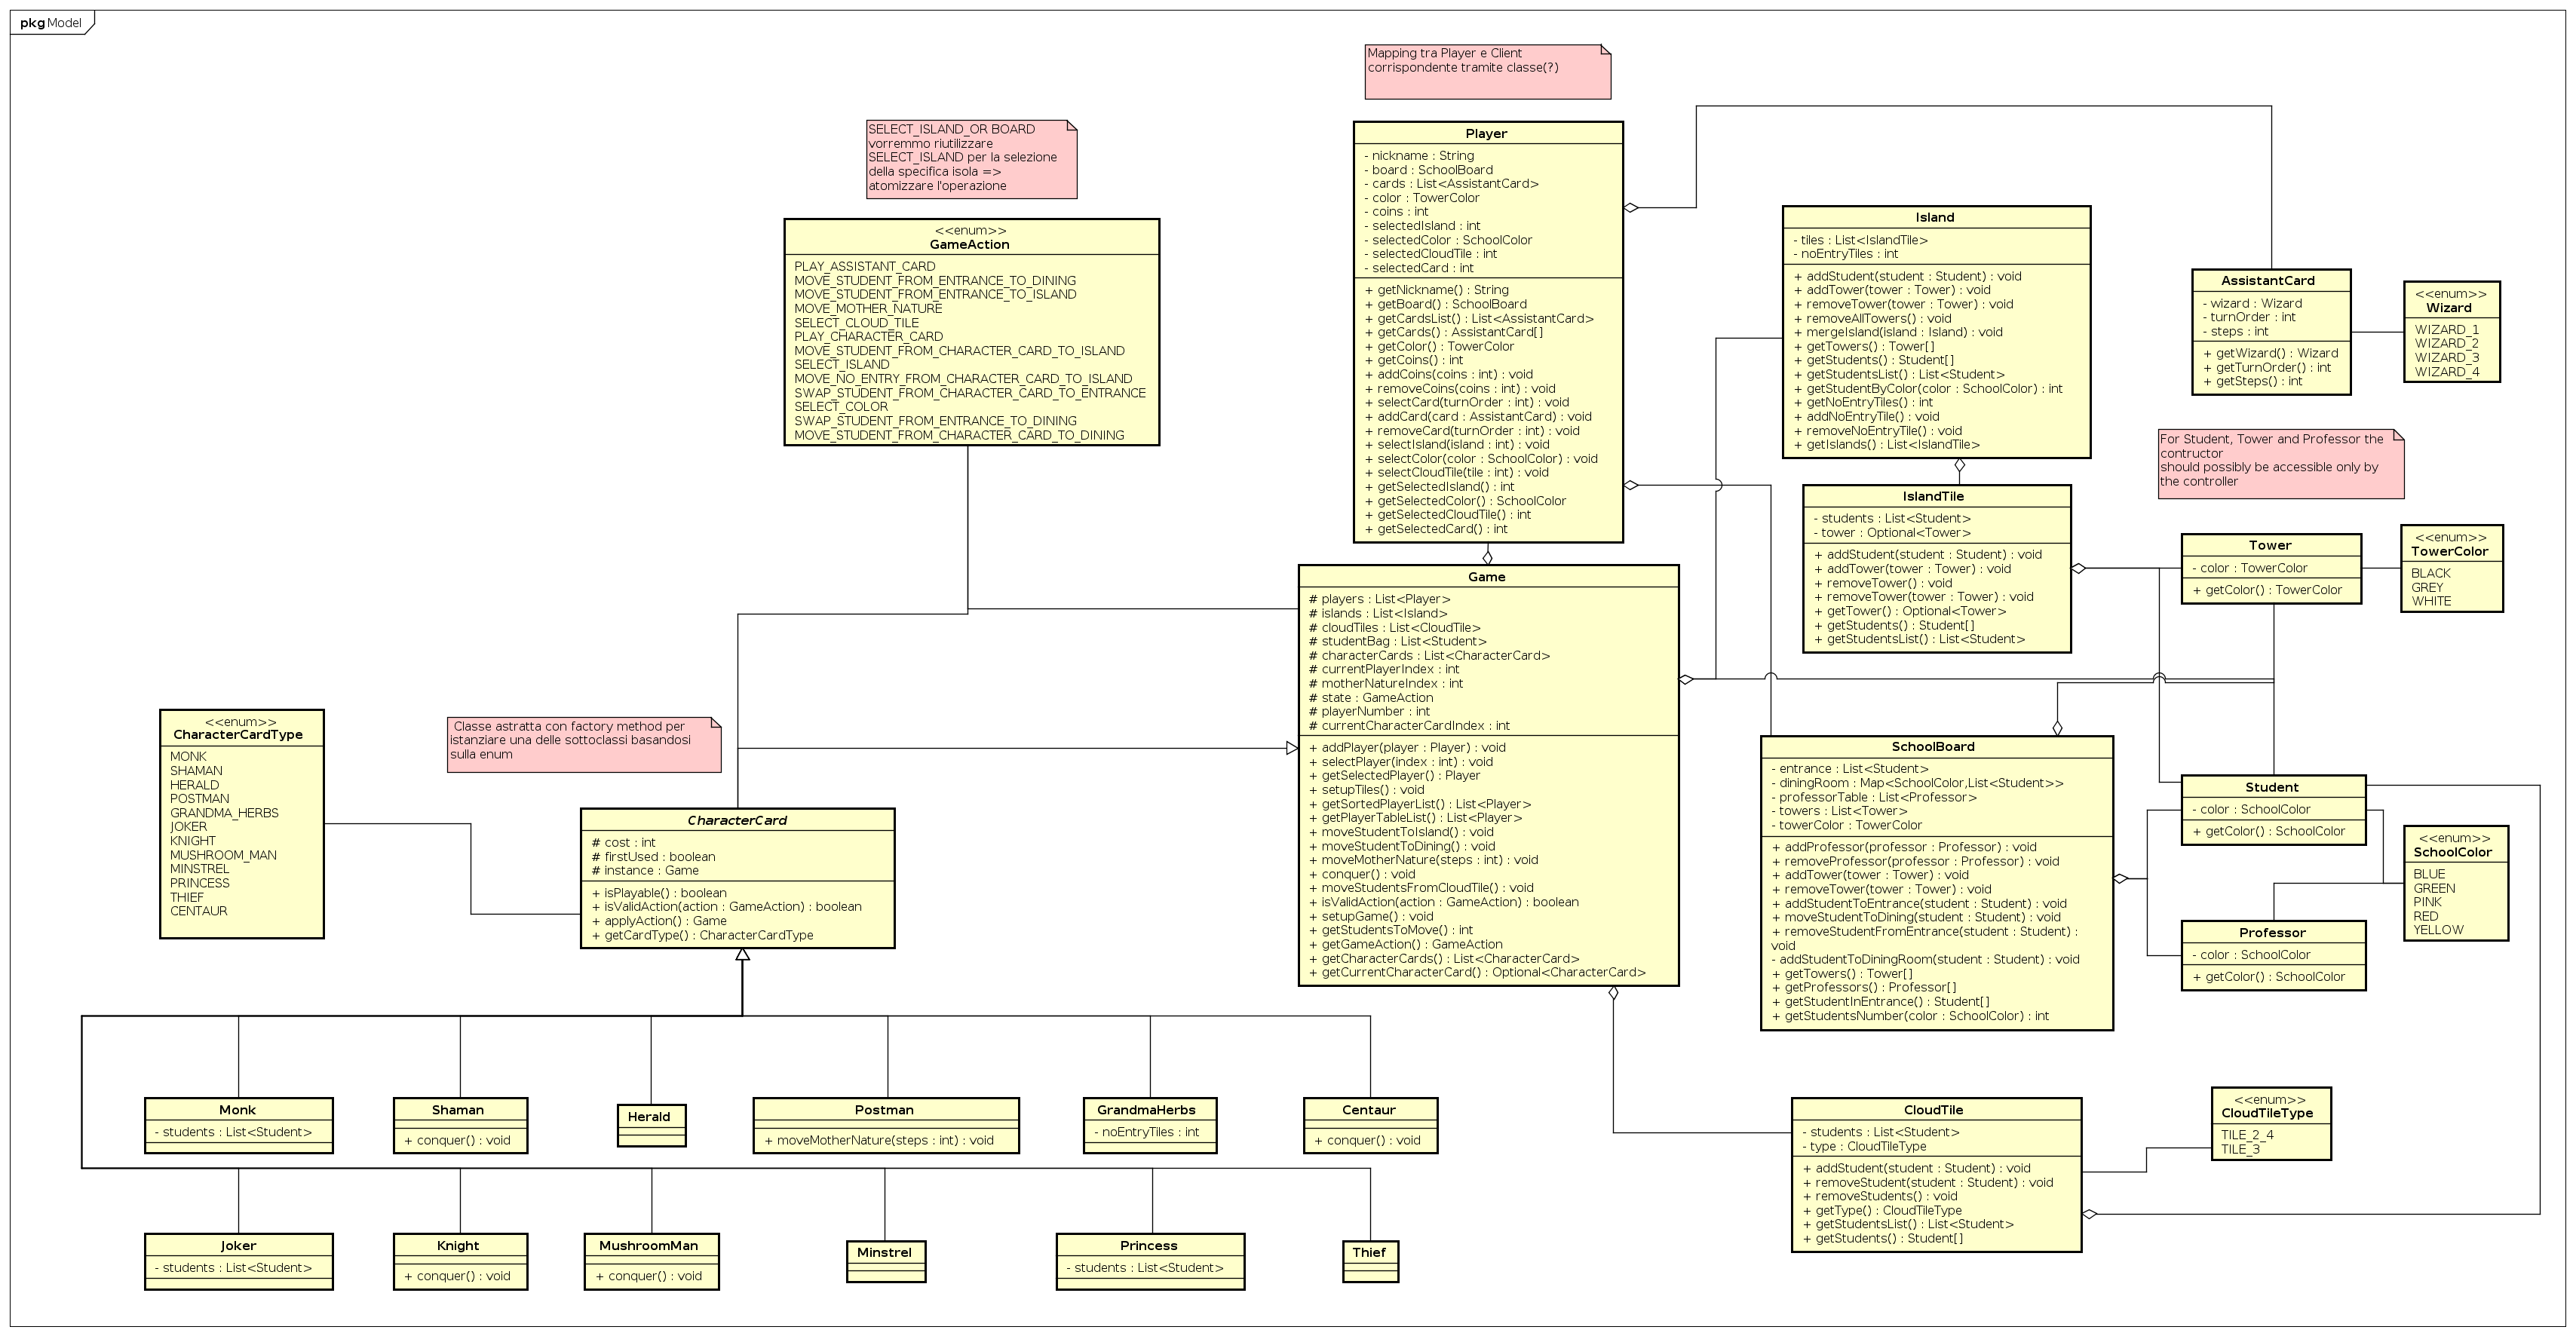 pkg Model
Mapping tra Player e Client
corrispondente tramite classe(?)
SELECT_ISLAND_OR BOARD
vorremmo riutilizzare
SELECT_ISLAND per la selezione
della specifica isola =>
atomizzare l'operazione
<<enum>>
GameAction
PLAY_ASSISTANT_CARD
MOVE_STUDENT_FROM_ENTRANCE_TO_DINING
MOVE_STUDENT_FROM_ENTRANCE_TO_ISLAND
MOVE_MOTHER_NATURE
SELECT_CLOUD_TILE
PLAY_CHARACTER_CARD
MOVE_STUDENT_FROM_CHARACTER_CARD_TO_ISLAND
SELECT_ISLAND
MOVE_NO_ENTRY_FROM_CHARACTER_CARD_TO_ISLAND
SWAP_STUDENT_FROM_CHARACTER_CARD_TO_ENTRANCE
SELECT_COLOR
SWAP_STUDENT_FROM_ENTRANCE_TO_DINING
MOVE_STUDENT_FROM_CHARACTER_CARD_TO_DINING
Player
- nickname : String
- board : SchoolBoard
- cards : List<AssistantCard>
- color : TowerColor
- coins : int
- selectedIsland : int
- selectedColor : SchoolColor
- selectedCloudTile : int
- selectedCard : int
+ getNickname() : String
+ getBoard() : SchoolBoard
+ getCardsList() : List<AssistantCard>
+ getCards() : AssistantCard[]
+ getColor() : TowerColor
+ getCoins() : int
+ addCoins(coins : int) : void
+ removeCoins(coins : int) : void
+ selectCard(turnOrder : int) : void
+ addCard(card : AssistantCard) : void
+ removeCard(turnOrder : int) : void
+ selectIsland(island : int) : void
+ selectColor(color : SchoolColor) : void
+ selectCloudTile(tile : int) : void
+ getSelectedIsland() : int
+ getSelectedColor() : SchoolColor
+ getSelectedCloudTile() : int
+ getSelectedCard() : int
Island
- tiles : List<IslandTile>
- noEntryTiles : int
+ addStudent(student : Student) : void
+ addTower(tower : Tower) : void
+ removeTower(tower : Tower) : void
+ removeAllTowers() : void
+ mergeIsland(island : Island) : void
+ getTowers() : Tower[]
+ getStudents() : Student[]
+ getStudentsList() : List<Student>
+ getStudentByColor(color : SchoolColor) : int
+ getNoEntryTiles() : int
+ addNoEntryTile() : void
+ removeNoEntryTile() : void
+ getIslands() : List<IslandTile>
AssistantCard
- wizard : Wizard
- turnOrder : int
- steps : int
+ getWizard() : Wizard
+ getTurnOrder() : int
+ getSteps() : int
<<enum>>
Wizard
WIZARD_1
WIZARD_2
WIZARD_3
WIZARD_4
For Student, Tower and Professor the
contructor
should possibly be accessible only by
the controller
IslandTile
- students : List<Student>
- tower : Optional<Tower>
+ addStudent(student : Student) : void
+ addTower(tower : Tower) : void
+ removeTower() : void
+ removeTower(tower : Tower) : void
+ getTower() : Optional<Tower>
+ getStudents() : Student[]
+ getStudentsList() : List<Student>
Tower
- color : TowerColor
+ getColor() : TowerColor
<<enum>>
TowerColor
BLACK
GREY
WHITE
Game
# players : List<Player>
# islands : List<Island>
# cloudTiles : List<CloudTile>
# studentBag : List<Student>
# characterCards : List<CharacterCard>
# currentPlayerIndex : int
# motherNatureIndex : int
# state : GameAction
# playerNumber : int
# currentCharacterCardIndex : int
+ addPlayer(player : Player) : void
+ selectPlayer(index : int) : void
+ getSelectedPlayer() : Player
+ setupTiles() : void
+ getSortedPlayerList() : List<Player>
+ getPlayerTableList() : List<Player>
+ moveStudentToIsland() : void
+ moveStudentToDining() : void
+ moveMotherNature(steps : int) : void
+ conquer() : void
+ moveStudentsFromCloudTile() : void
+ isValidAction(action : GameAction) : boolean
+ setupGame() : void
+ getStudentsToMove() : int
+ getGameAction() : GameAction
+ getCharacterCards() : List<CharacterCard>
+ getCurrentCharacterCard() : Optional<CharacterCard>
<<enum>>
CharacterCardType
MONK
SHAMAN
HERALD
POSTMAN
GRANDMA_HERBS
JOKER
KNIGHT
MUSHROOM_MAN
MINSTREL
PRINCESS
THIEF
CENTAUR
Classe astratta con factory method per
istanziare una delle sottoclassi basandosi
sulla enum
CharacterCard
# cost : int
# firstUsed : boolean
# instance : Game
+ isPlayable() : boolean
+ isValidAction(action : GameAction) : boolean
+ applyAction() : Game
+ getCardType() : CharacterCardType
SchoolBoard
- entrance : List<Student>
- diningRoom : Map<SchoolColor,List<Student>>
- professorTable : List<Professor>
- towers : List<Tower>
- towerColor : TowerColor
+ addProfessor(professor : Professor) : void
+ removeProfessor(professor : Professor) : void
+ addTower(tower : Tower) : void
+ removeTower(tower : Tower) : void
+ addStudentToEntrance(student : Student) : void
+ moveStudentToDining(student : Student) : void
+ removeStudentFromEntrance(student : Student) :
void
- addStudentToDiningRoom(student : Student) : void
+ getTowers() : Tower[]
+ getProfessors() : Professor[]
+ getStudentInEntrance() : Student[]
+ getStudentsNumber(color : SchoolColor) : int
Student
- color : SchoolColor
+ getColor() : SchoolColor
<<enum>>
SchoolColor
BLUE
GREEN
PINK
RED
YELLOW
Professor
- color : SchoolColor
+ getColor() : SchoolColor
Monk
- students : List<Student>
Shaman
+ conquer() : void
Herald
Postman
+ moveMotherNature(steps : int) : void
GrandmaHerbs
- noEntryTiles : int
Centaur
+ conquer() : void
CloudTile
- students : List<Student>
- type : CloudTileType
+ addStudent(student : Student) : void
+ removeStudent(student : Student) : void
+ removeStudents() : void
+ getType() : CloudTileType
+ getStudentsList() : List<Student>
+ getStudents() : Student[]
<<enum>>
CloudTileType
TILE_2_4
TILE_3
Joker
- students : List<Student>
Knight
+ conquer() : void
MushroomMan
+ conquer() : void
Minstrel
Princess
- students : List<Student>
Thief